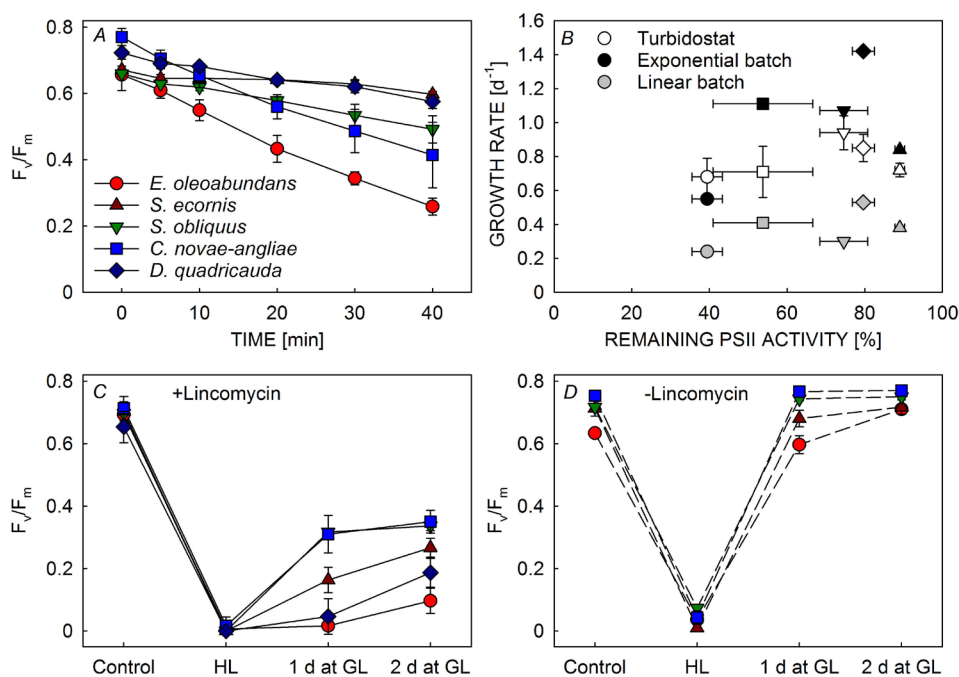 A
0.8
0.6
0.4
0.2
0
Fv/Fm
E. oleoabundans
S. ecornis
S. obliquus
C. novae-angliae
D. quadricauda
0 5 10 20 30 40
TIME [min]
B
1.6
1.4
1.2
1.0
0.8
0.6
0.4
0.2
0
GROWTH RATE [d-1]
Turbidostat
Exponential batch
Linear batch
0 20 40 60 80 100
REMAINING PSII ACTIVITY [%]
C
+Lincomycin
0.8
0.6
0.4
0.2
0
Fv/Fm
Control HL 1 d at GL 2 d at GL
D
-Lincomycin
0.8
0.6
0.4
0.2
0
Fv/Fm
Control HL 1 d at GL 2 d at GL